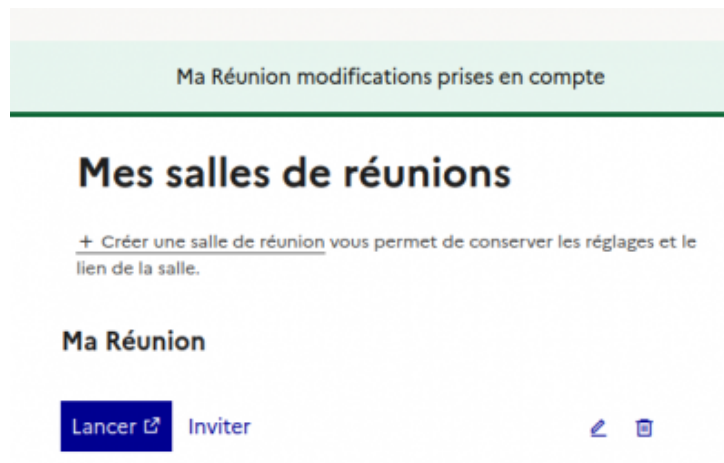 Ma Réunion modifications prises en compte
Mes salles de réunions
+ Créer une salle de réunion vous permet de conserver les réglages et le
lien de la salle.
Ma Réunion
Lancer Inviter